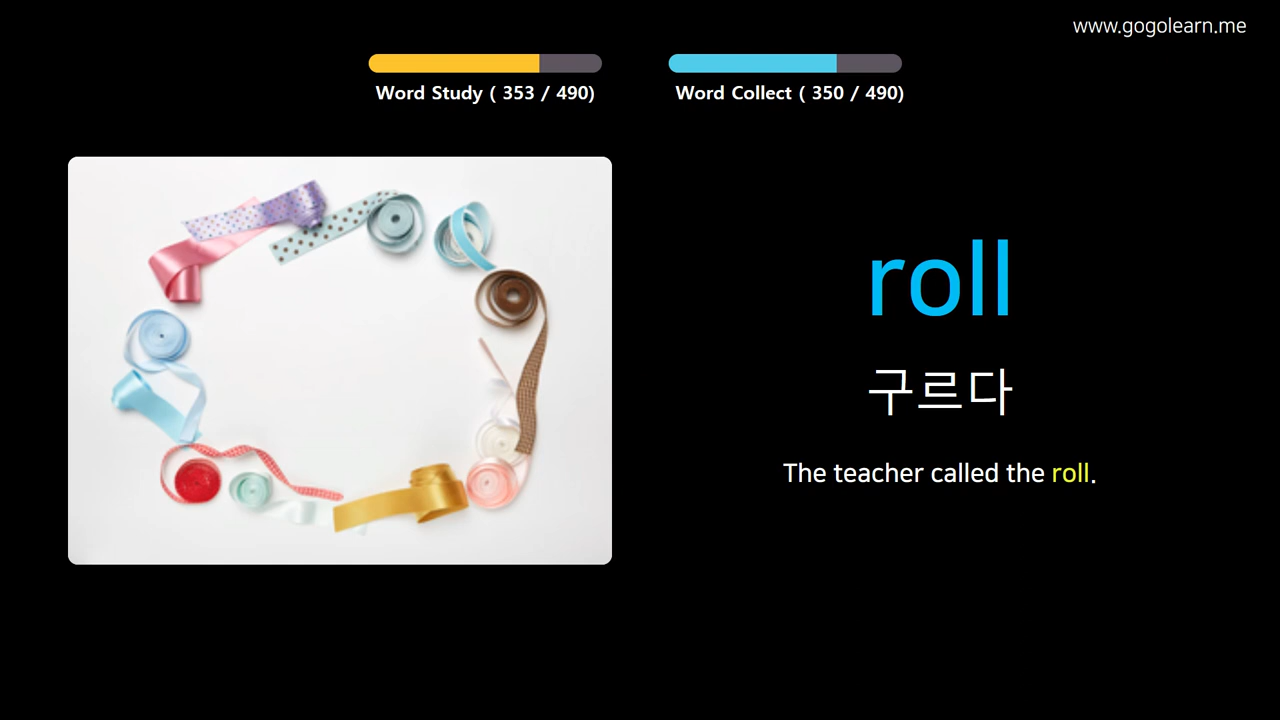 www.gogolearn.me
Word Study ( 353 / 490)
Word Collect ( 350 / 490)
roll
구르다
The teacher called the roll.